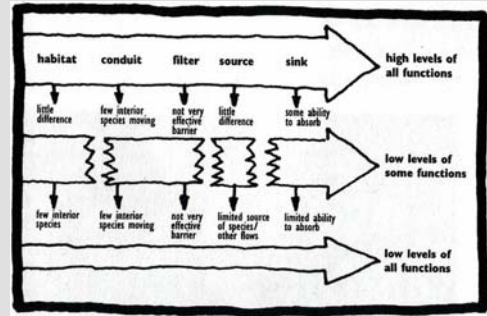 habitat conduit filter source sink
high levels of
all functions
little
difference
few interior
species moving
not very
effective
barrier
little
difference
some ability
to absorb
low levels of
some functions
few interior
species
few interior
species moving
not very
effective
barrier
limited source
of species/
other flows
limited ability
to absorb
low levels of
all functions